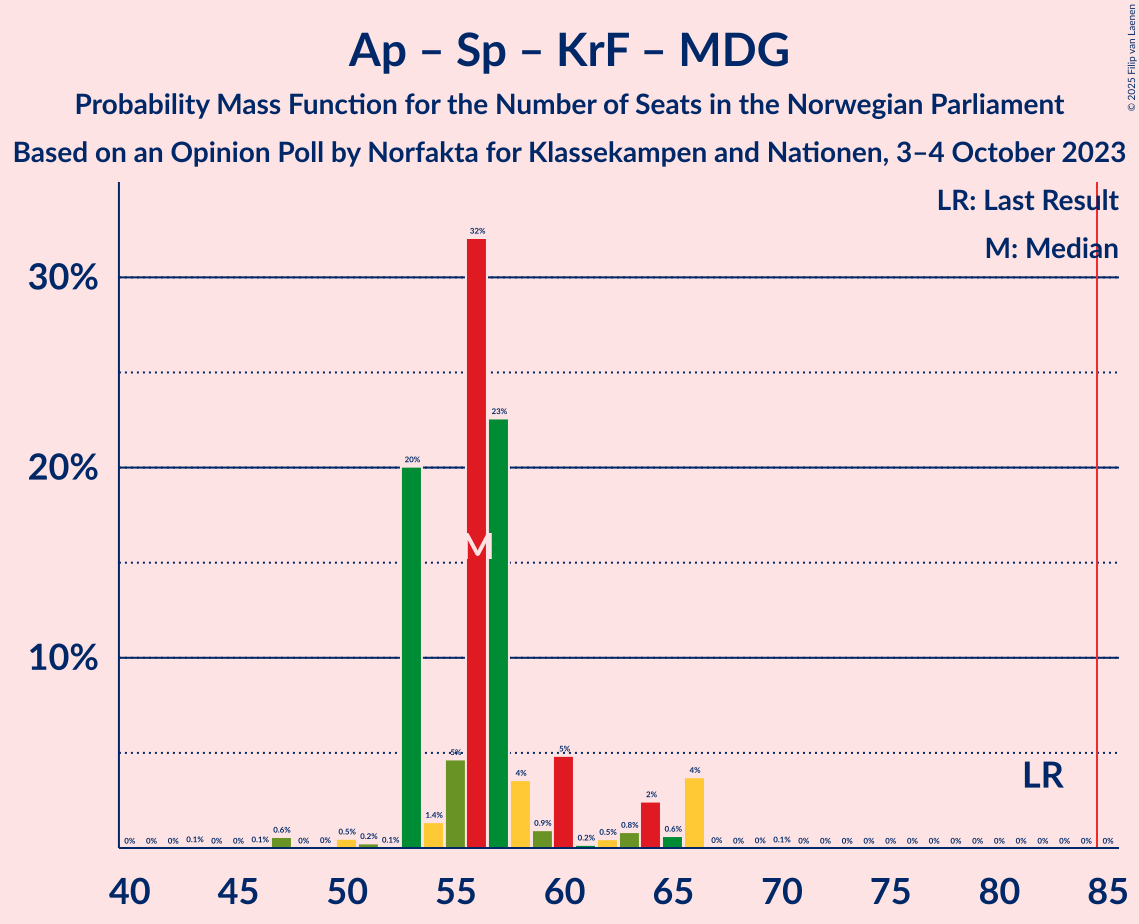 Ap – Sp – KrF – MDG
Probability Mass Function for the Number of Seats in the Norwegian Parliament
Based on an Opinion Poll by Norfakta for Klassekampen and Nationen, 3–4 October 2023
© 2025 Filip van Laenen
LR: Last Result
M: Median
30%
20%
10%
0% 0% 0% 0.1% 0% 0% 0.1% 0.6% 0% 0% 0.5% 0.2% 0.1% 20% 1.4% 5% 32% 23% 4% 0.9% 5% 0.2% 0.5% 0.8% 2% 0.6% 4% 0% 0% 0% 0.1% 0% 0% 0% 0% 0% 0% 0% 0% 0% 0% 0% 0% 0% 0% 0%
M
LR
40 45 50 55 60 65 70 75 80 85